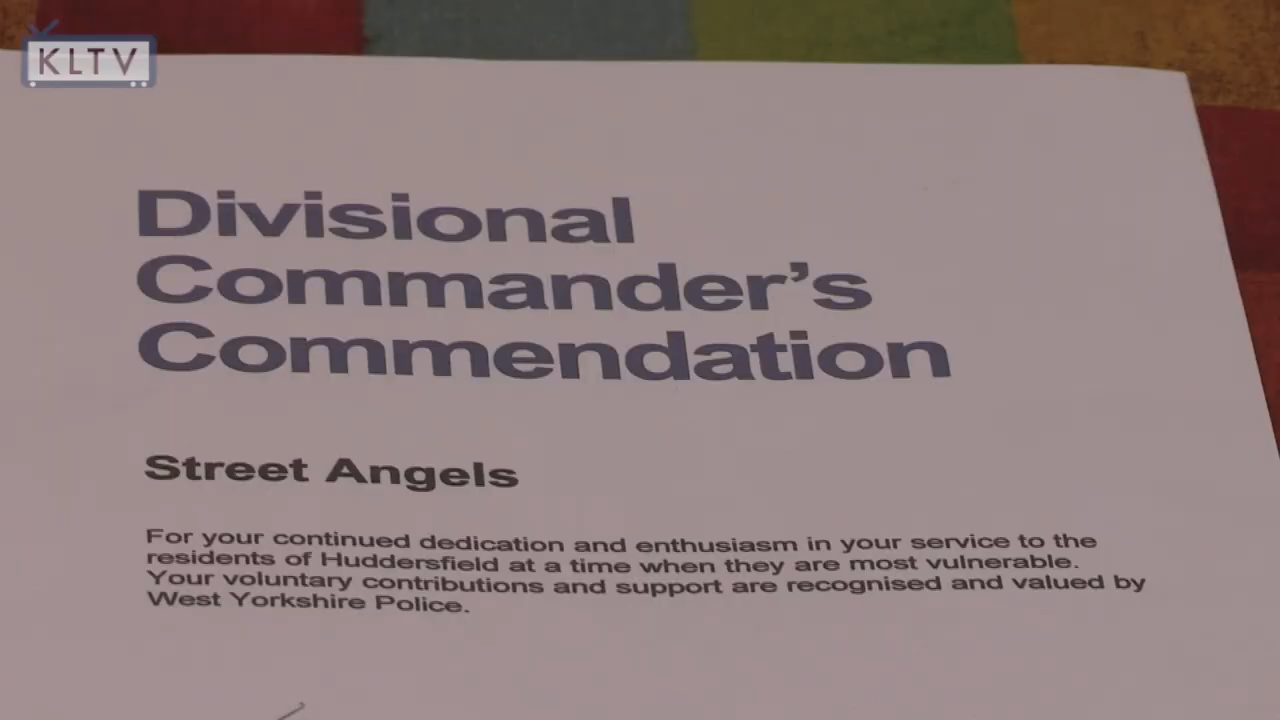 KLTV
Divisional
Commander's
Commendation
Street Angels
For your continued dedication and enthusiasm in your service to the
residents of Huddersfield at a time when they are most vulnerable.
Your voluntary contributions and support are recognised and valued by
West Yorkshire Police.